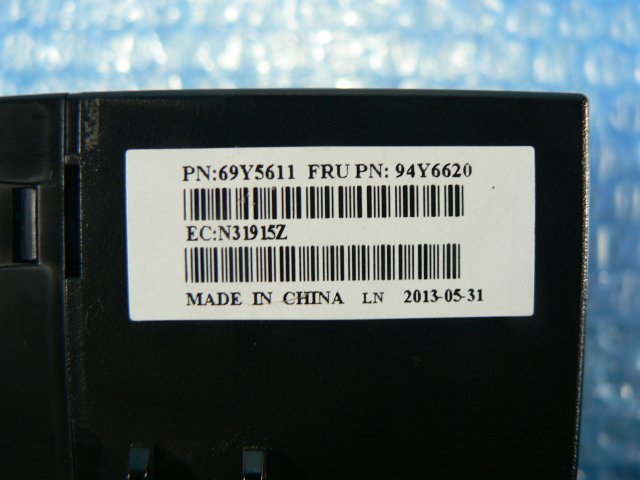 PN:69Y5611 FRU PN: 94Y6620
EC:N31915Z
MADE IN CHINA LN 2013-05-31